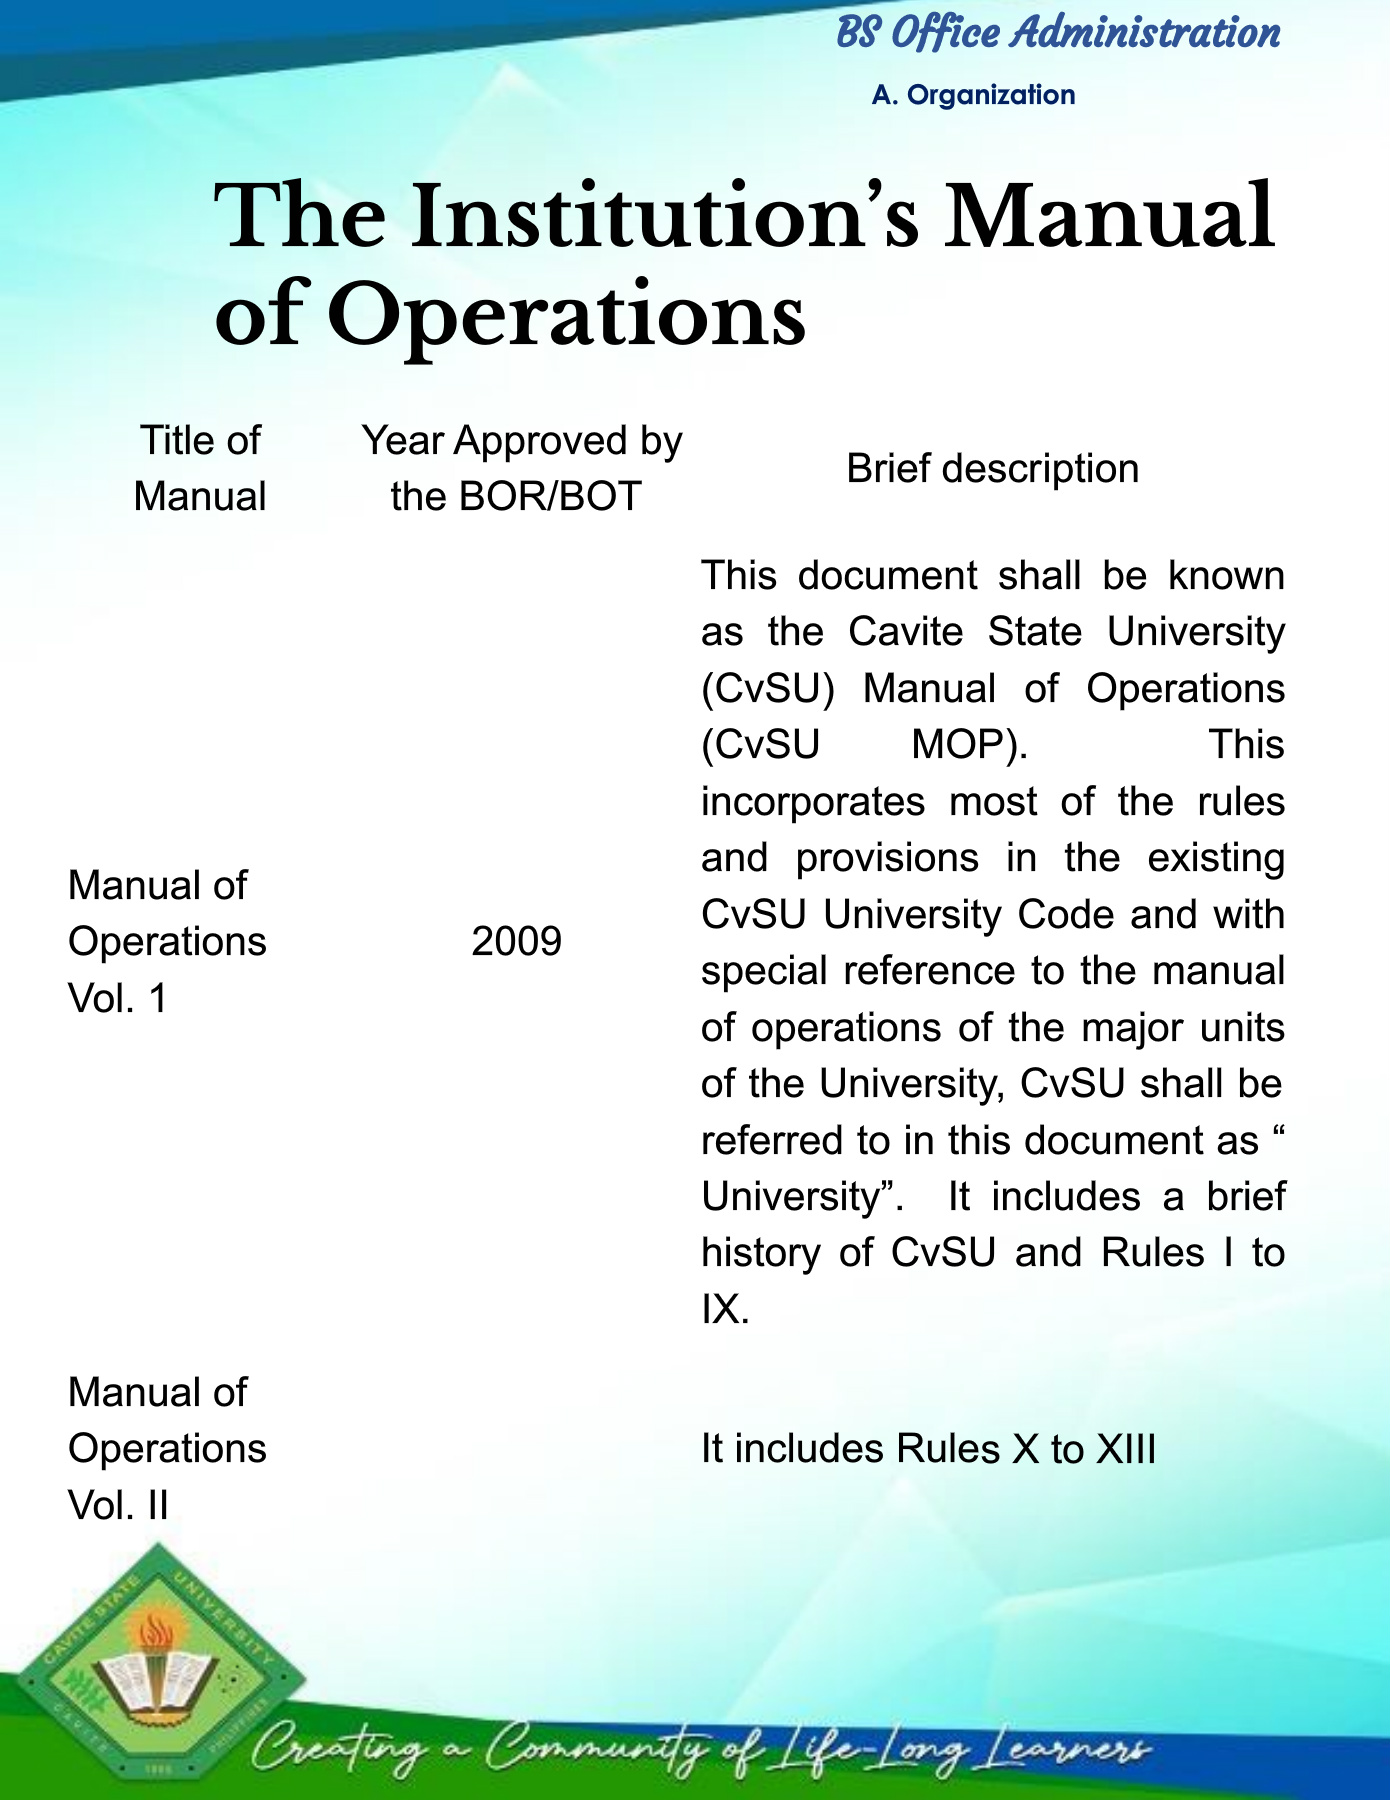 BS Office Administration
A. Organization
The Institution’s Manual
of Operations
Title of
Manual
Year Approved by
the BOR/BOT
Brief description
Manual of
Operations
Vol. 1
2009
This document shall be known
as the Cavite State University
(CvSU) Manual of Operations
(CvSU MOP). This
incorporates most of the rules
and provisions in the existing
CvSU University Code and with
special reference to the manual
of operations of the major units
of the University, CvSU shall be
referred to in this document as “
University”. It includes a brief
history of CvSU and Rules I to
IX.
Manual of
Operations
Vol. II
It includes Rules X to XIII
CAVITE STATE UNIVERSITY
CAVITE
PHILIPPINES
Creating a Community of Life-Long Learners